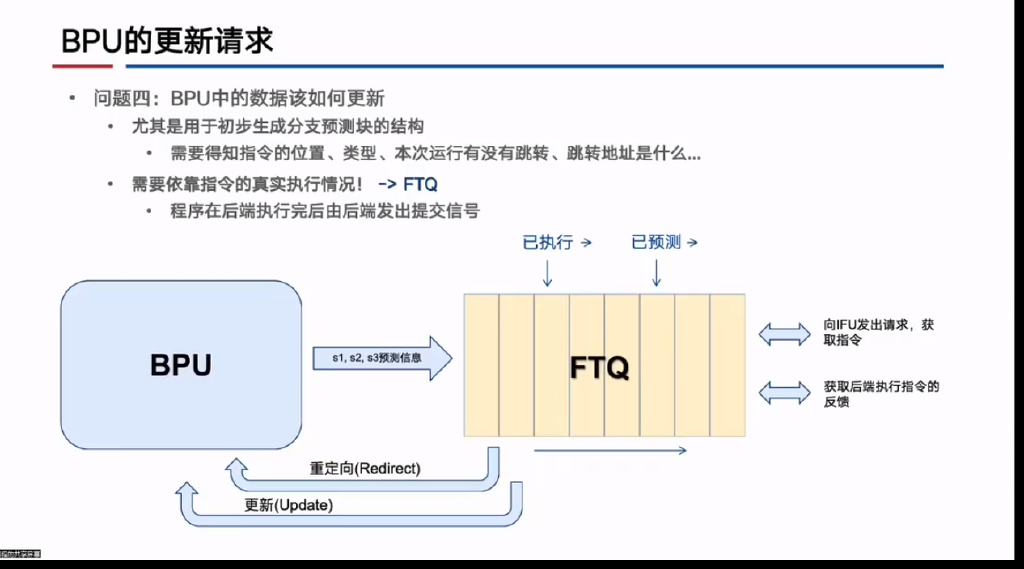 BPU的更新请求
• 问题四：BPU中的数据该如何更新
• 尤其是用于初步生成分支预测块的结构
• 需要得知指令的位置、类型、本次运行有没有跳转、跳转地址是什么...
• 需要依靠指令的真实执行情况！ -> FTQ
• 程序在后端执行完后由后端发出提交信号
已执行 → 已预测 →
BPU
s1, s2, s3预测信息
FTQ
向IFU发出请求，获
取指令
获取后端执行指令的
反馈
重定向(Redirect)
更新(Update)